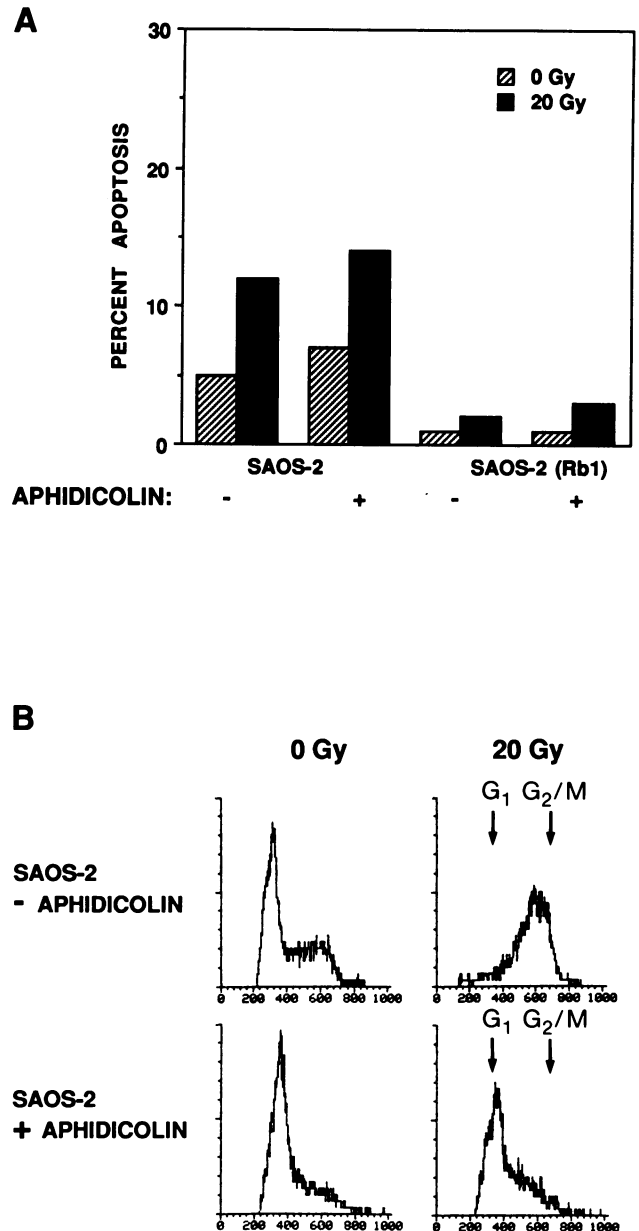 A
30
20
10
0
PERCENT APOPTOSIS
0 Gy
20 Gy
SAOS-2 SAOS-2 (Rb1)
APHIDICOLIN: - + - +
B
0 Gy 20 Gy
G1 G2/M
SAOS-2
- APHIDICOLIN
0 200 400 600 800 1000 0 200 400 600 800 1000
G1 G2/M
SAOS-2
+ APHIDICOLIN
0 200 400 600 800 1000 0 200 400 600 800 1000